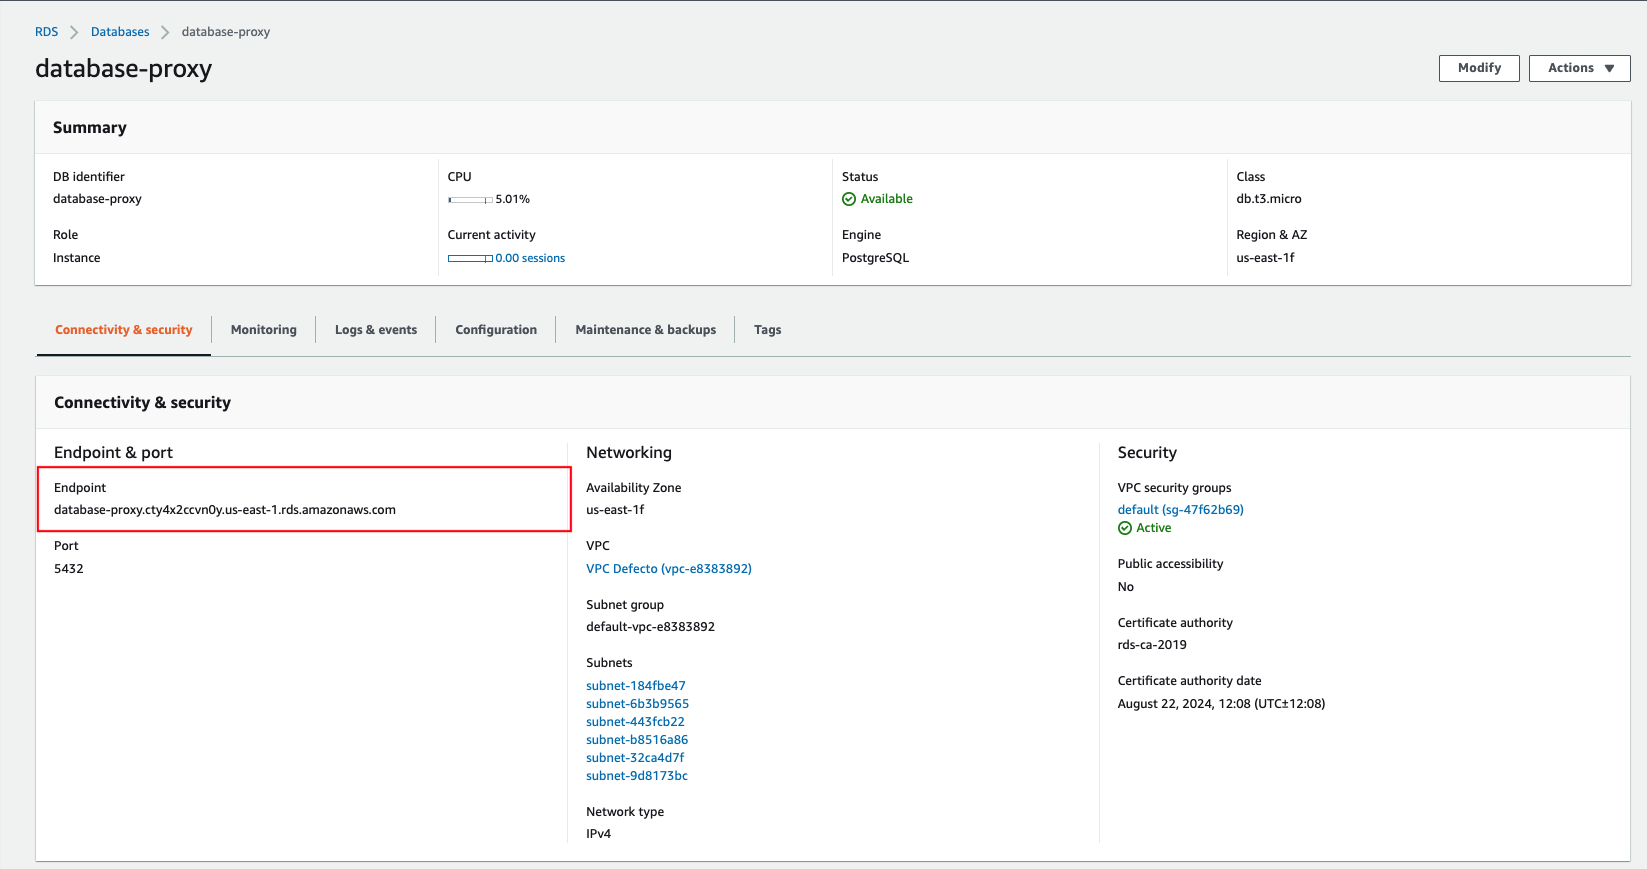 RDS
Databases
database-proxy
database-proxy
Modify
Actions
Summary
DB identifier
database-proxy
CPU
5.01%
Status
Available
Class
db.t3.micro
Role
Instance
Current activity
0.00 sessions
Engine
PostgreSQL
Region & AZ
us-east-1f
Connectivity & security
Monitoring
Logs & events
Configuration
Maintenance & backups
Tags
Connectivity & security
Endpoint & port
Endpoint
database-proxy.cty4x2ccvn0y.us-east-1.rds.amazonaws.com
Port
5432
Networking
Availability Zone
us-east-1f
VPC
VPC Defecto (vpc-e8383892)
Subnet group
default-vpc-e8383892
Subnets
subnet-184fbe47
subnet-6b3b9565
subnet-443fcb22
subnet-b8516a86
subnet-32ca4d7f
subnet-9d8173bc
Network type
IPv4
Security
VPC security groups
default (sg-47f62b69)
Active
Public accessibility
No
Certificate authority
rds-ca-2019
Certificate authority date
August 22, 2024, 12:08 (UTC±12:08)